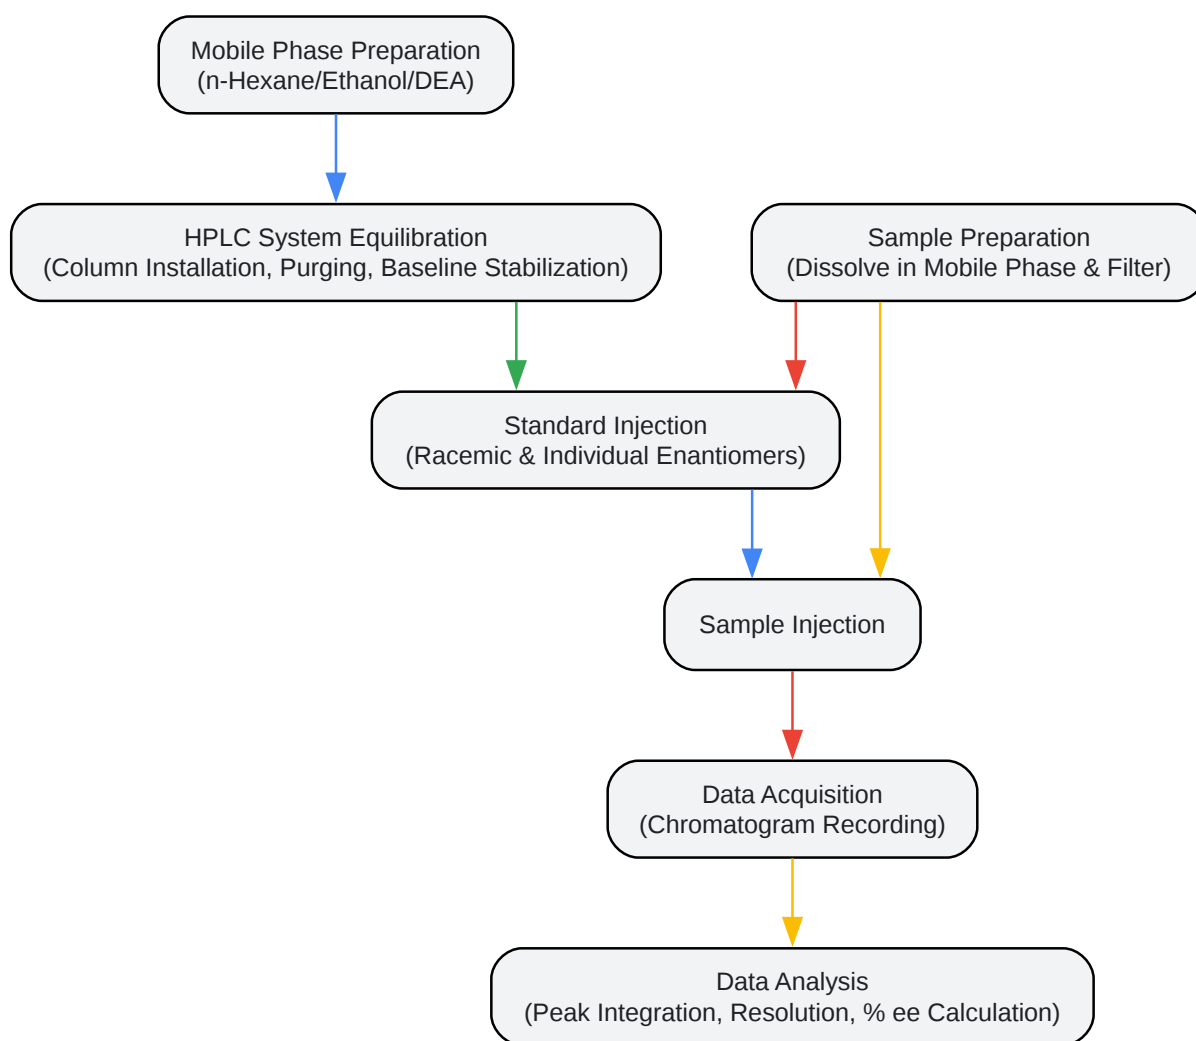 Mobile Phase Preparation
(n-Hexane/Ethanol/DEA)
HPLC System Equilibration
(Column Installation, Purging, Baseline Stabilization)
Sample Preparation
(Dissolve in Mobile Phase & Filter)
Standard Injection
(Racemic & Individual Enantiomers)
Sample Injection
Data Acquisition
(Chromatogram Recording)
Data Analysis
(Peak Integration, Resolution, % ee Calculation)